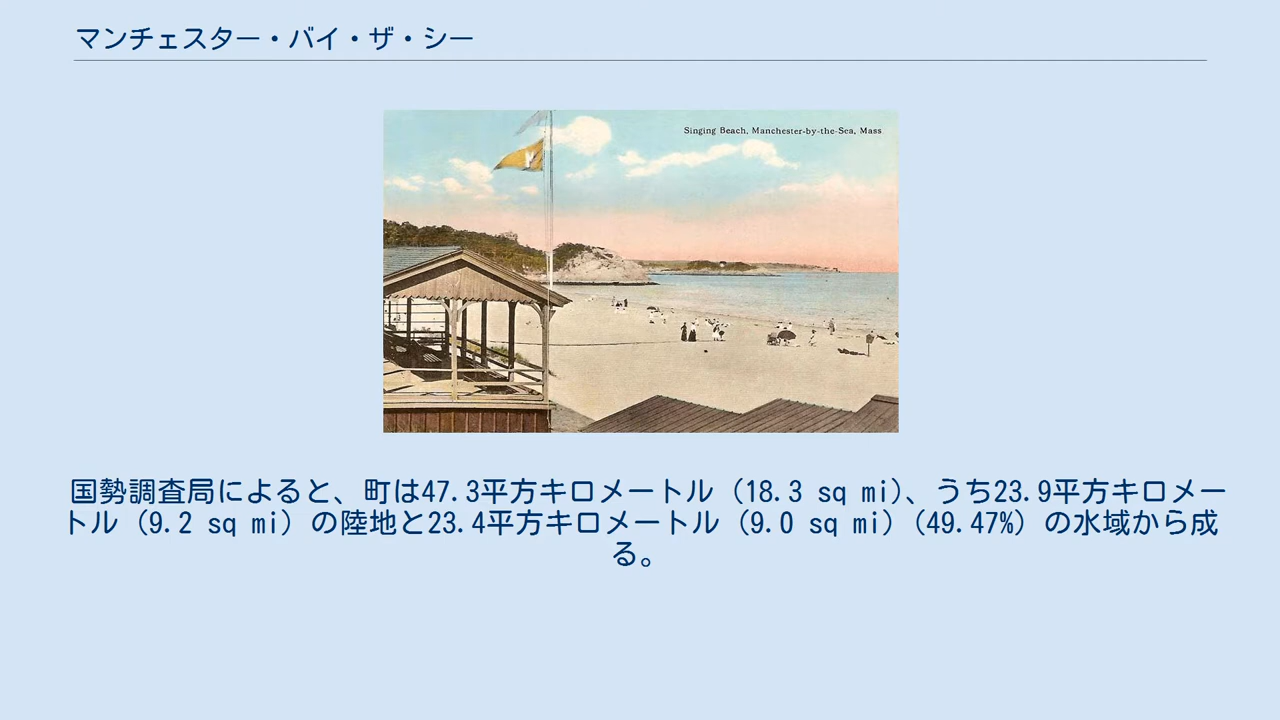 マンチェスター・バイ・ザ・シー
Singing Beach, Manchester-by-the-Sea, Mass
国勢調査局によると、町は47.3平方キロメートル（18.3 sq mi）、うち23.9平方キロメー
トル（9.2 sq mi）の陸地と23.4平方キロメートル（9.0 sq mi）（49.47%）の水域から成
る。